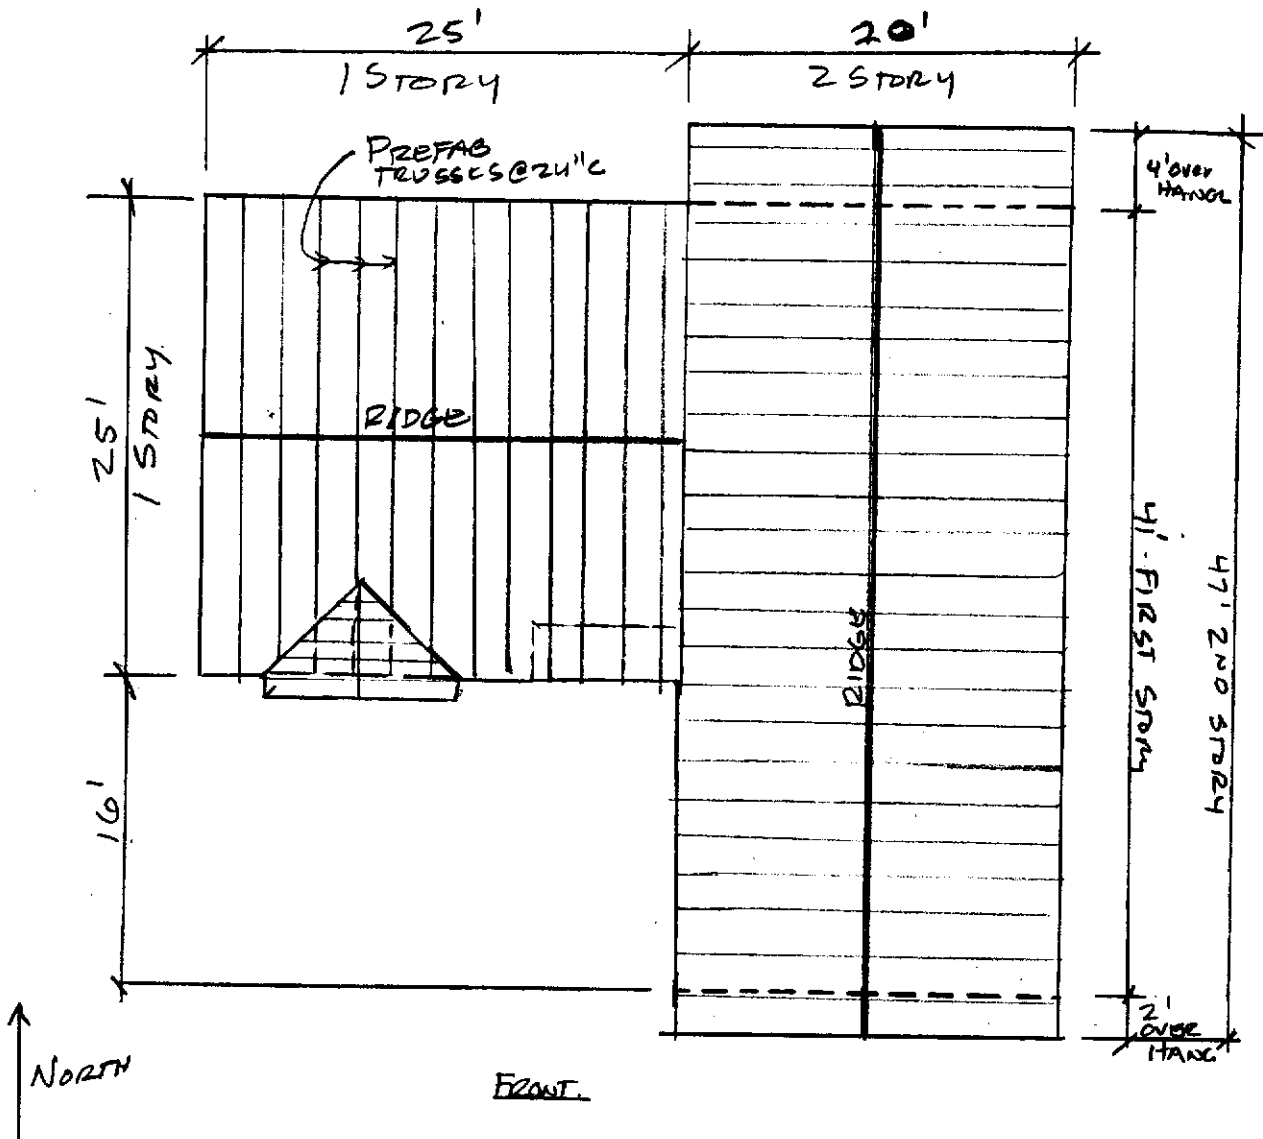 25'
20'
1 STORY
2 STORY
PREFAB
TRUSSES @ 24"C
4' OVER
HANG
25'
1 STORY
RIDGE
RIDGE
41' - FIRST STORY
47' 2ND STORY
16'
2'
OVER
HANG
NORTH
FRONT.